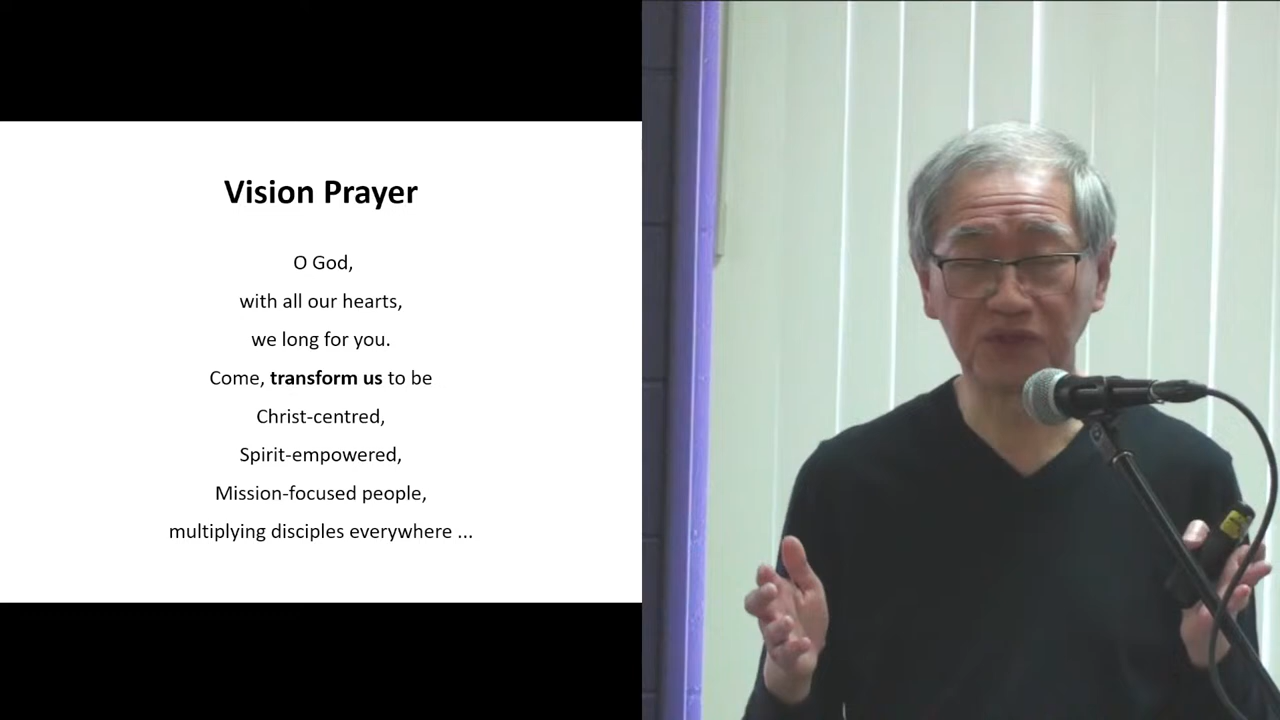 Vision Prayer
O God,
with all our hearts,
we long for you.
Come, transform us to be
Christ-centred,
Spirit-empowered,
Mission-focused people,
multiplying disciples everywhere ...